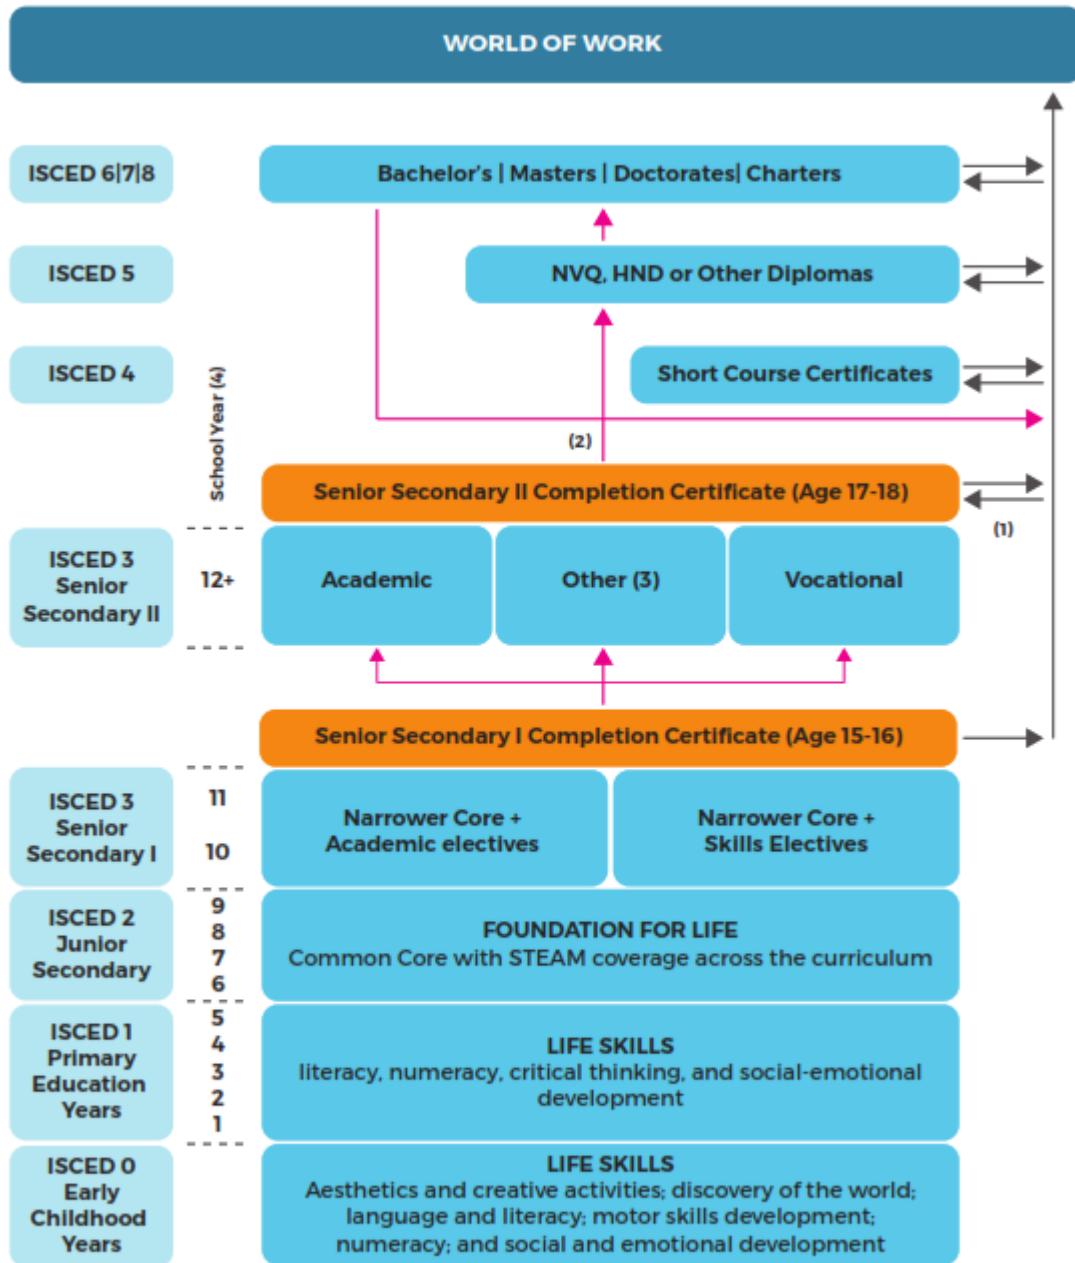 WORLD OF WORK
ISCED 6|7|8
Bachelor's | Masters | Doctorates| Charters
ISCED 5
NVQ, HND or Other Diplomas
ISCED 4
Short Course Certificates
School Year (4)
(2)
Senior Secondary II Completion Certificate (Age 17-18)
(1)
ISCED 3
Senior
Secondary II
12+
Academic
Other (3)
Vocational
Senior Secondary I Completion Certificate (Age 15-16)
ISCED 3
Senior
Secondary I
11
10
Narrower Core +
Academic electives
Narrower Core +
Skills Electives
ISCED 2
Junior
Secondary
9
8
7
6
FOUNDATION FOR LIFE
Common Core with STEAM coverage across the curriculum
ISCED 1
Primary
Education
Years
5
4
3
2
1
LIFE SKILLS
literacy, numeracy, critical thinking, and social-emotional
development
ISCED 0
Early
Childhood
Years
LIFE SKILLS
Aesthetics and creative activities; discovery of the world;
language and literacy; motor skills development;
numeracy; and social and emotional development